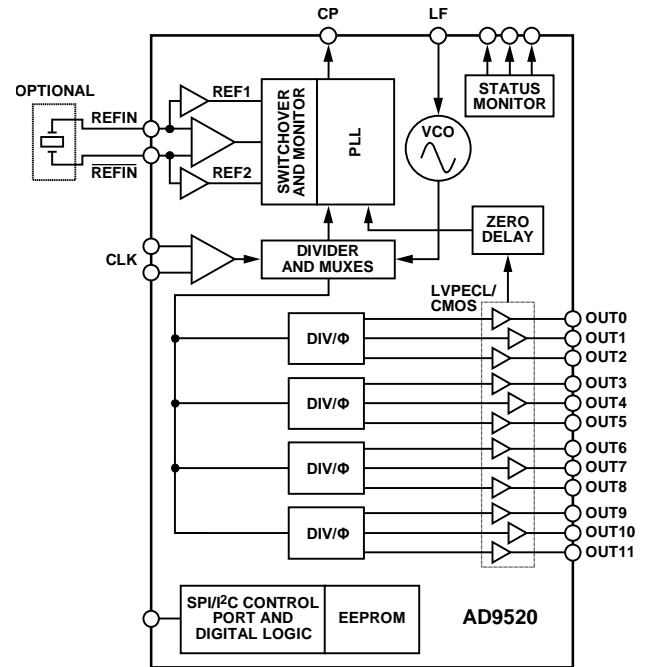 CP
LF
OPTIONAL
REFIN
REFIN
REF1
REF2
SWITCHOVER
AND MONITOR
PLL
VCO
STATUS
MONITOR
ZERO
DELAY
CLK
DIVIDER
AND MUXES
LVPECL/
CMOS
DIV/Φ
OUT0
OUT1
OUT2
DIV/Φ
OUT3
OUT4
OUT5
DIV/Φ
OUT6
OUT7
OUT8
DIV/Φ
OUT9
OUT10
OUT11
SPI/I²C CONTROL
PORT AND
DIGITAL LOGIC
EEPROM
AD9520